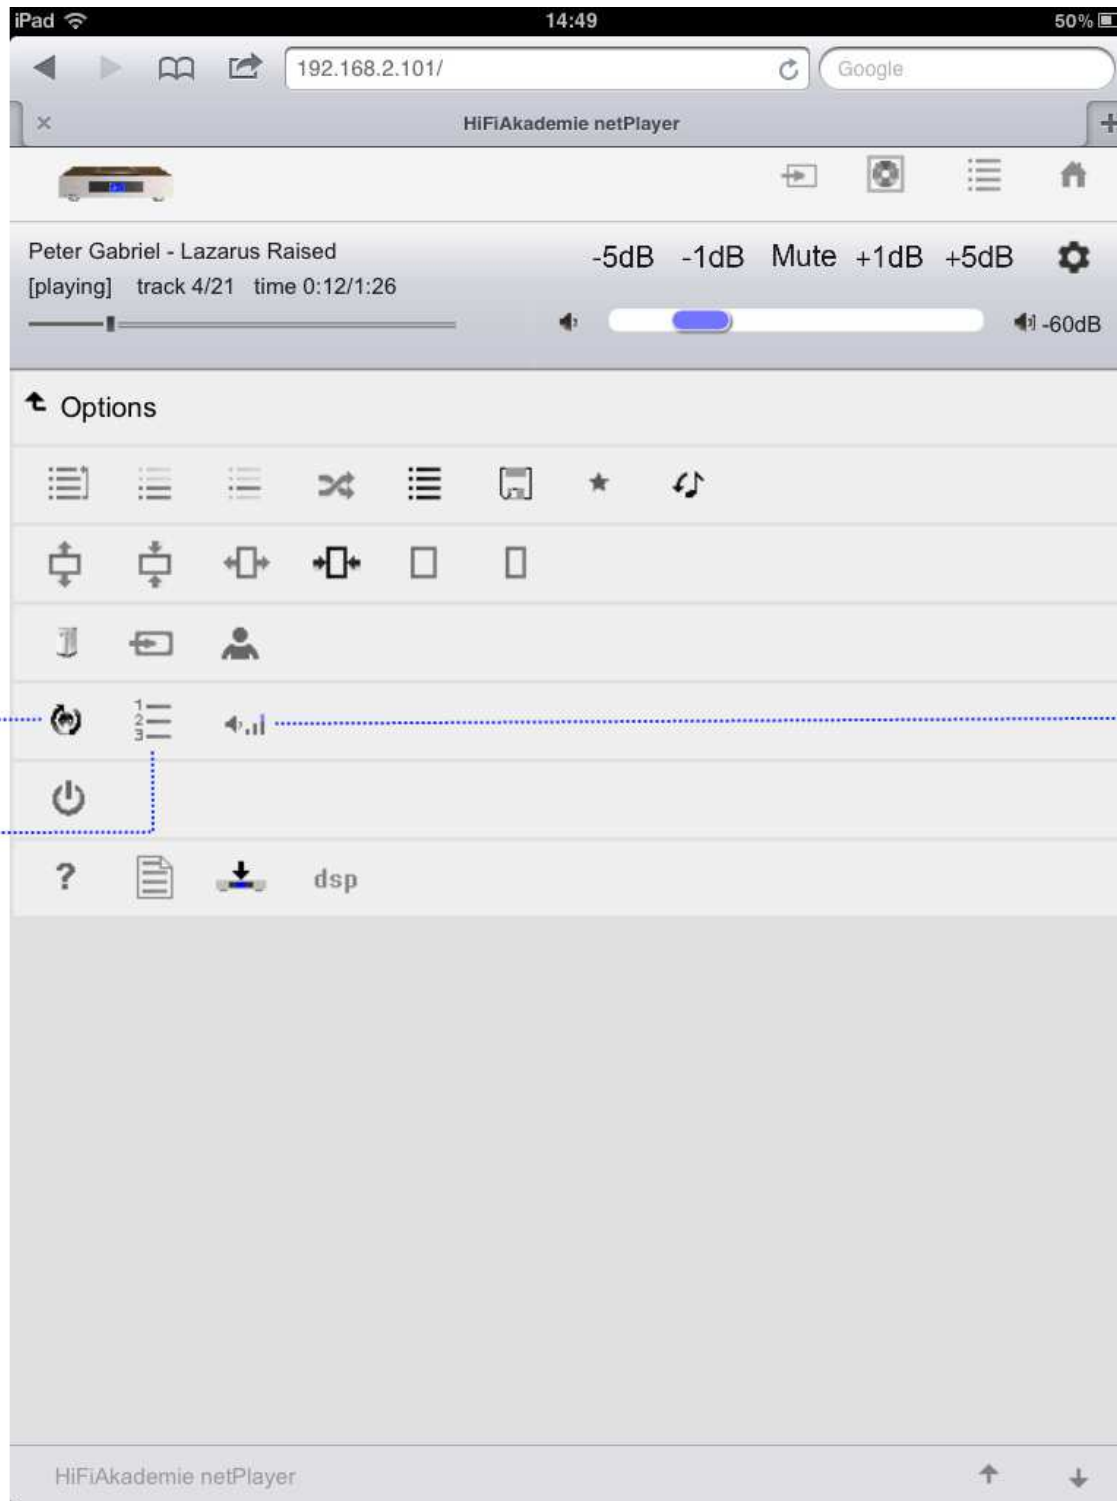 iPad 14:49 50%
192.168.2.101/ Google
HiFiAkademie netPlayer
Peter Gabriel - Lazarus Raised
-5dB -1dB Mute +1dB +5dB
[playing] track 4/21 time 0:12/1:26
-60dB
Options
1
2
3
? dsp
HiFiAkademie netPlayer